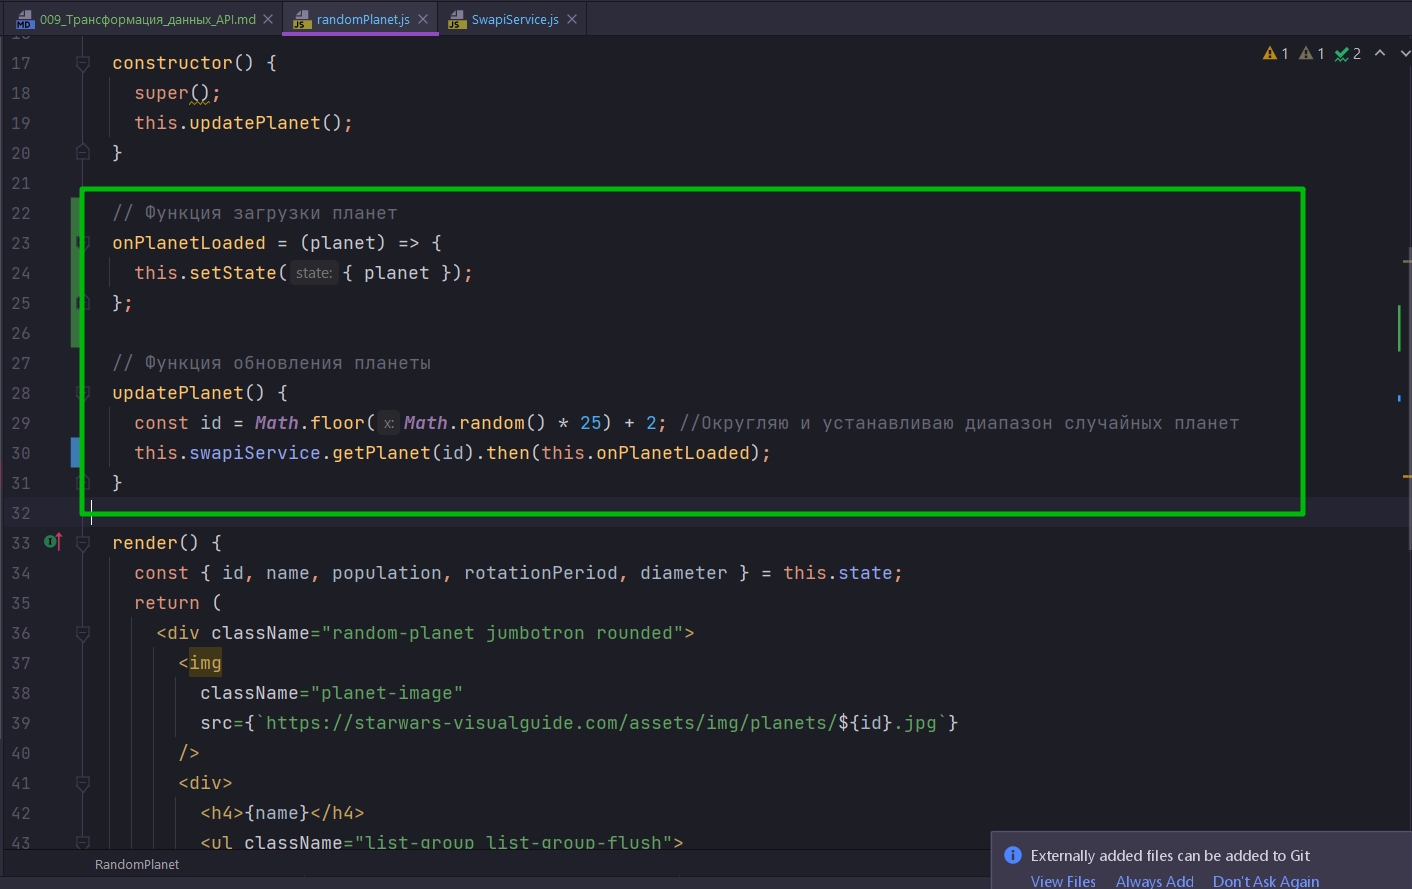 009_Трансформация_данных_API.md randomPlanet.js SwapiService.js
1 1 2
17 constructor() {
18 super();
19 this.updatePlanet();
20 }
21
22 // Функция загрузки планет
23 onPlanetLoaded = (planet) => {
24 this.setState( state: { planet });
25 };
26
27 // Функция обновления планеты
28 updatePlanet() {
29 const id = Math.floor( x: Math.random() * 25) + 2; //Округляю и устанавливаю диапазон случайных планет
30 this.swapiService.getPlanet(id).then(this.onPlanetLoaded);
31 }
32
33 render() {
34 const { id, name, population, rotationPeriod, diameter } = this.state;
35 return (
36 <div className="random-planet jumbotron rounded">
37 <img
38 className="planet-image"
39 src={`https://starwars-visualguide.com/assets/img/planets/${id}.jpg`}
40 />
41 <div>
42 <h4>{name}</h4>
43 <ul className="list-group list-group-flush">
RandomPlanet
Externally added files can be added to Git
View Files Always Add Don't Ask Again